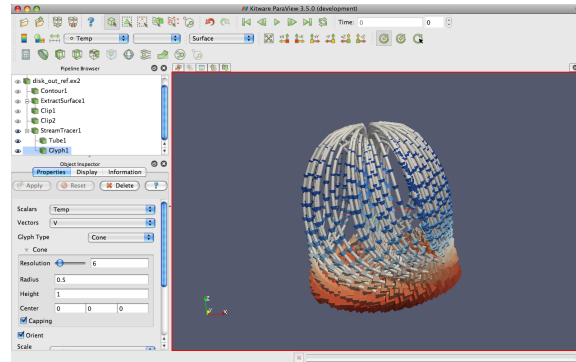 Kitware ParaView 3.5.0 (development)
Time: 0 0
Temp Surface
Pipeline Browser
disk_out_ref.ex2
Contour1
ExtractSurface1
Clip1
Clip2
StreamTracer1
Tube1
Glyph1
Object Inspector
Properties Display Information
Apply Reset Delete ?
Scalars Temp
Vectors V
Glyph Type Cone
Cone
Resolution 6
Radius 0.5
Height 1
Center 0 0 0
Capping
Orient
Scale